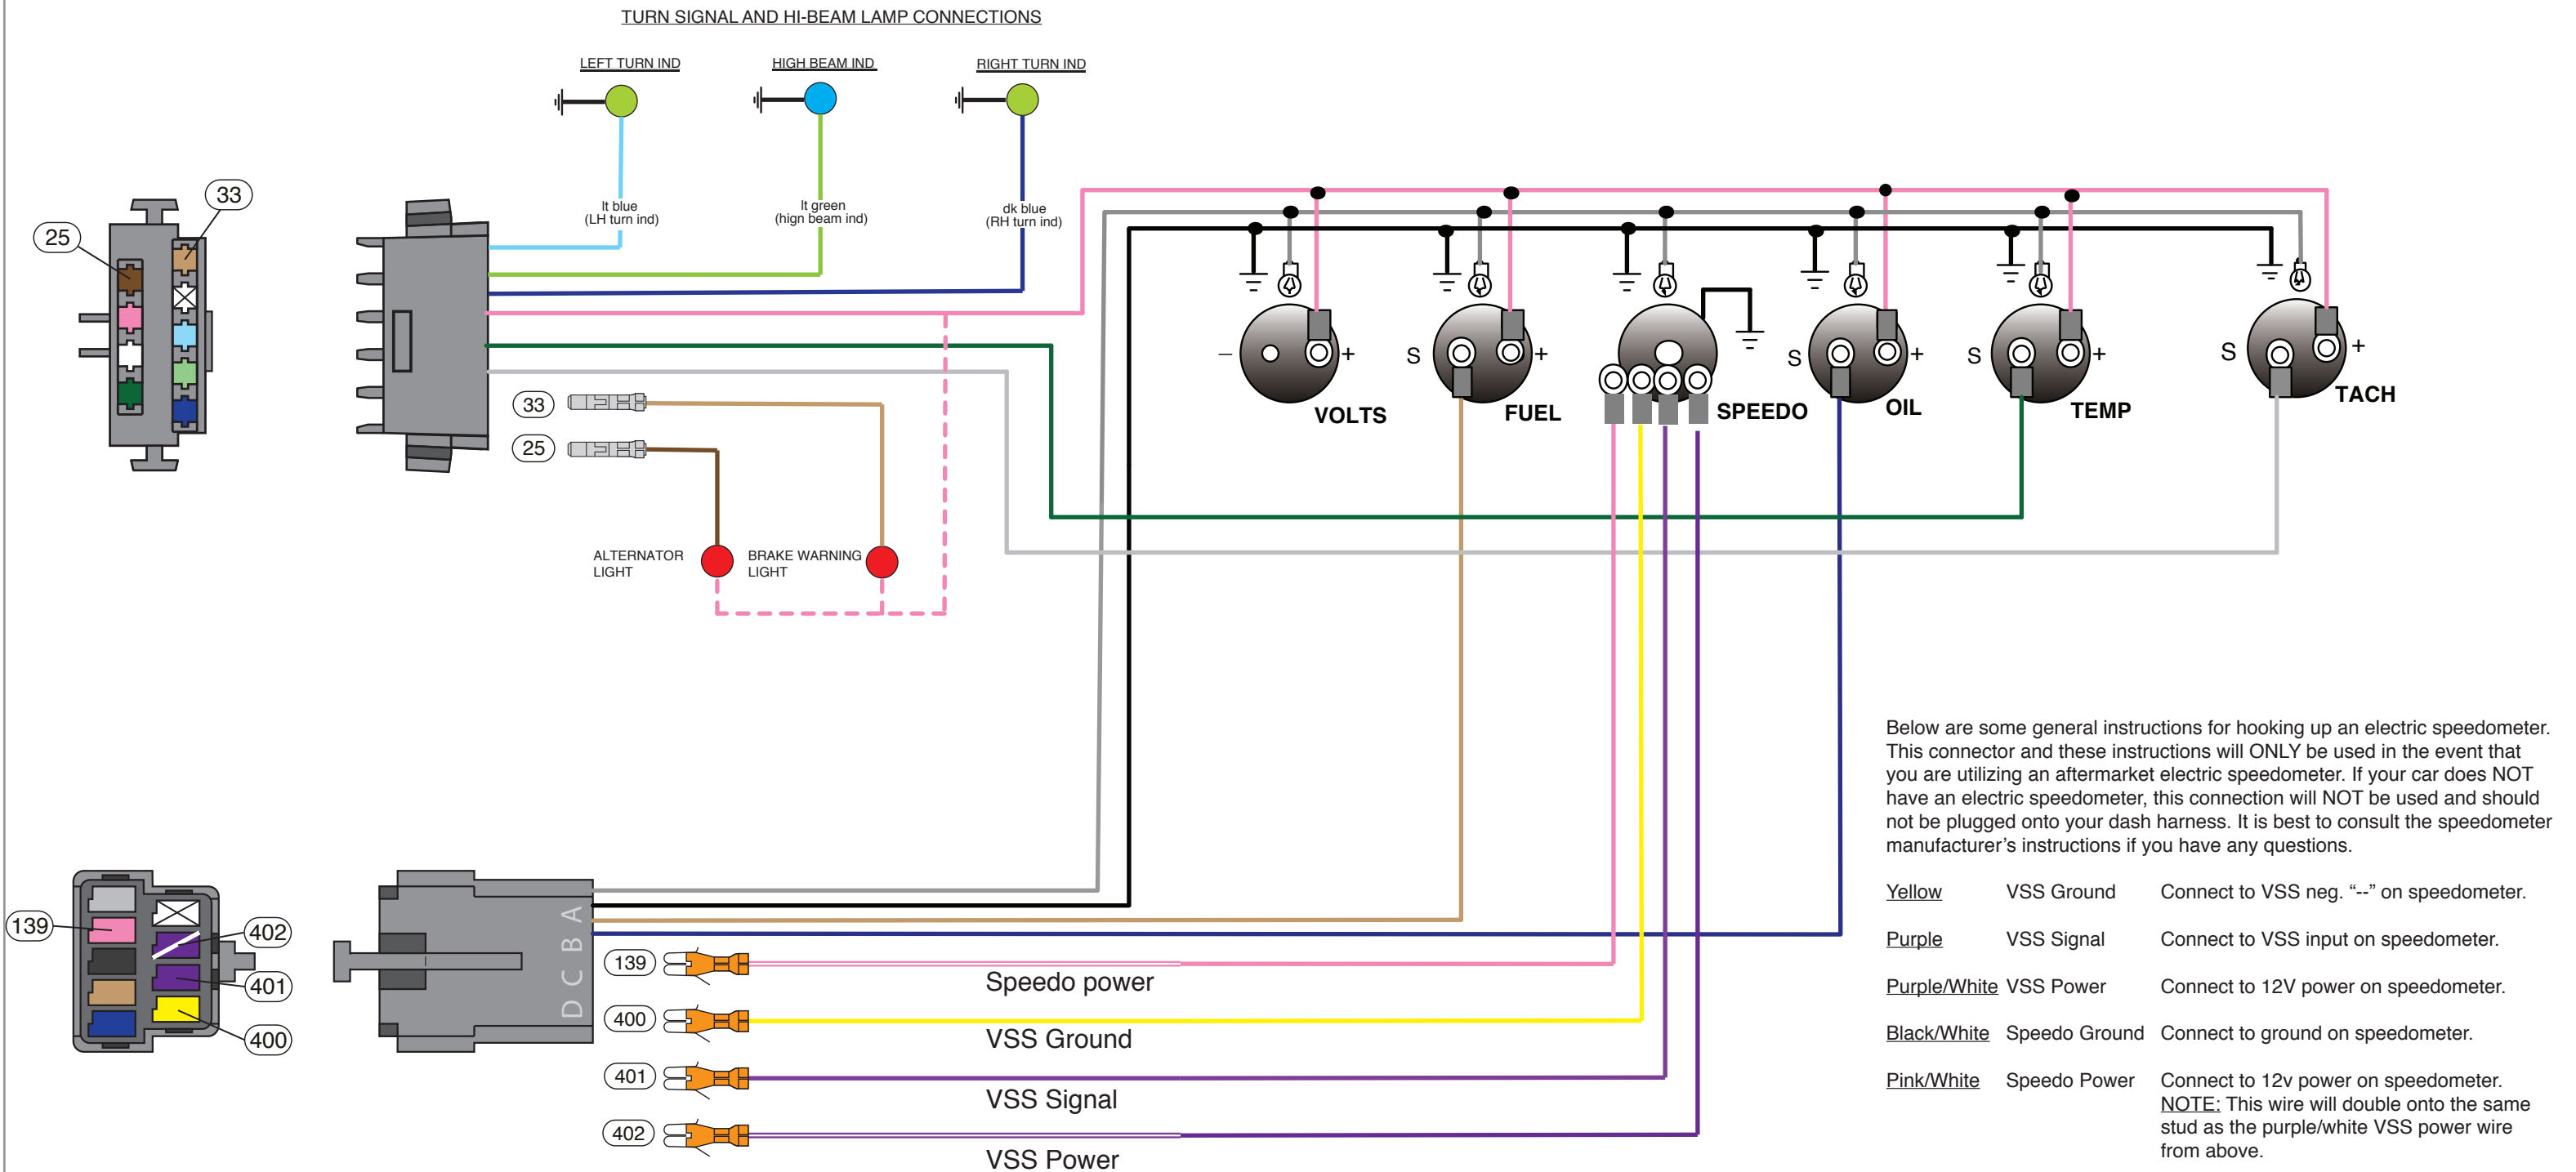 TURN SIGNAL AND HI-BEAM LAMP CONNECTIONS
LEFT TURN IND
HIGH BEAM IND
RIGHT TURN IND
33
25
lt blue
(LH turn ind)
lt green
(hign beam ind)
dk blue
(RH turn ind)
33
25
ALTERNATOR
LIGHT
BRAKE WARNING
LIGHT
– +
VOLTS
S +
FUEL
SPEEDO
S +
OIL
S +
TEMP
S +
TACH
139
402
401
400
D C B A
139
Speedo power
400
VSS Ground
401
VSS Signal
402
VSS Power
Below are some general instructions for hooking up an electric speedometer.
This connector and these instructions will ONLY be used in the event that
you are utilizing an aftermarket electric speedometer. If your car does NOT
have an electric speedometer, this connection will NOT be used and should
not be plugged onto your dash harness. It is best to consult the speedometer
manufacturer’s instructions if you have any questions.
Yellow VSS Ground Connect to VSS neg. “--” on speedometer.
Purple VSS Signal Connect to VSS input on speedometer.
Purple/White VSS Power Connect to 12V power on speedometer.
Black/White Speedo Ground Connect to ground on speedometer.
Pink/White Speedo Power Connect to 12v power on speedometer.
NOTE: This wire will double onto the same
stud as the purple/white VSS power wire
from above.